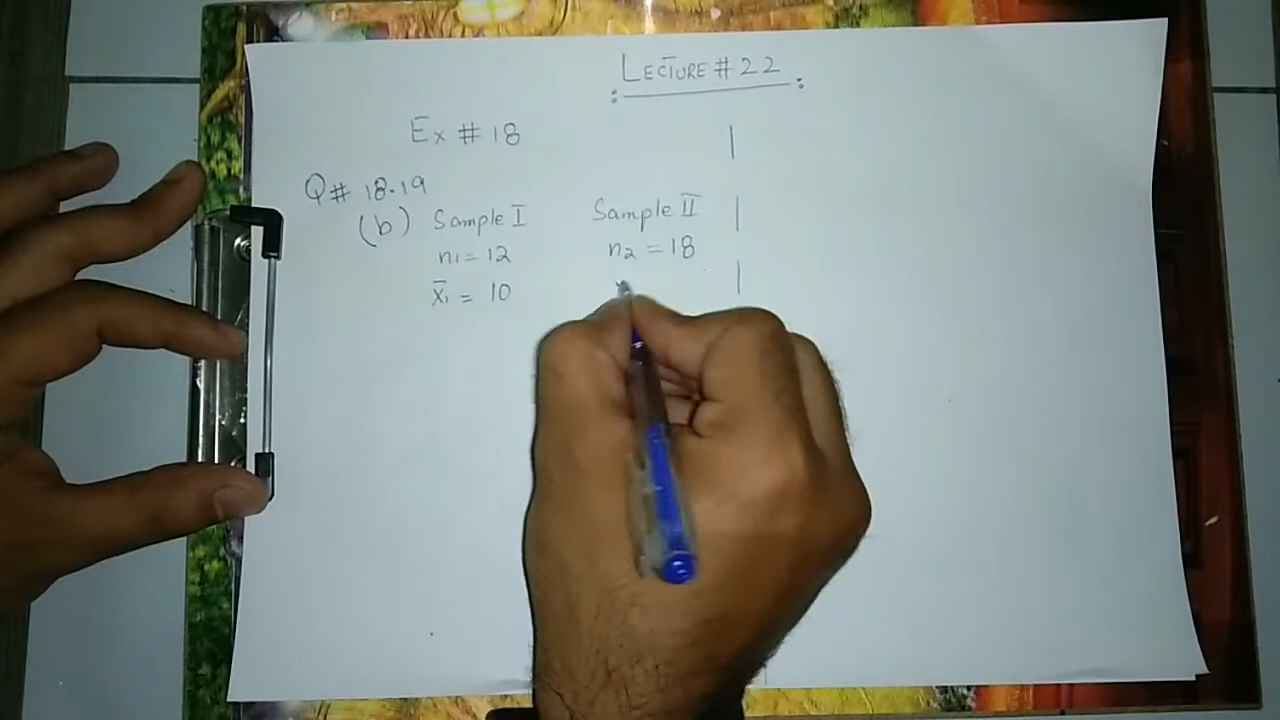 LECTURE # 22
Ex # 18
Q# 18.19
(b) Sample I Sample II
n₁ = 12 n₂ = 18
x̄₁ = 10